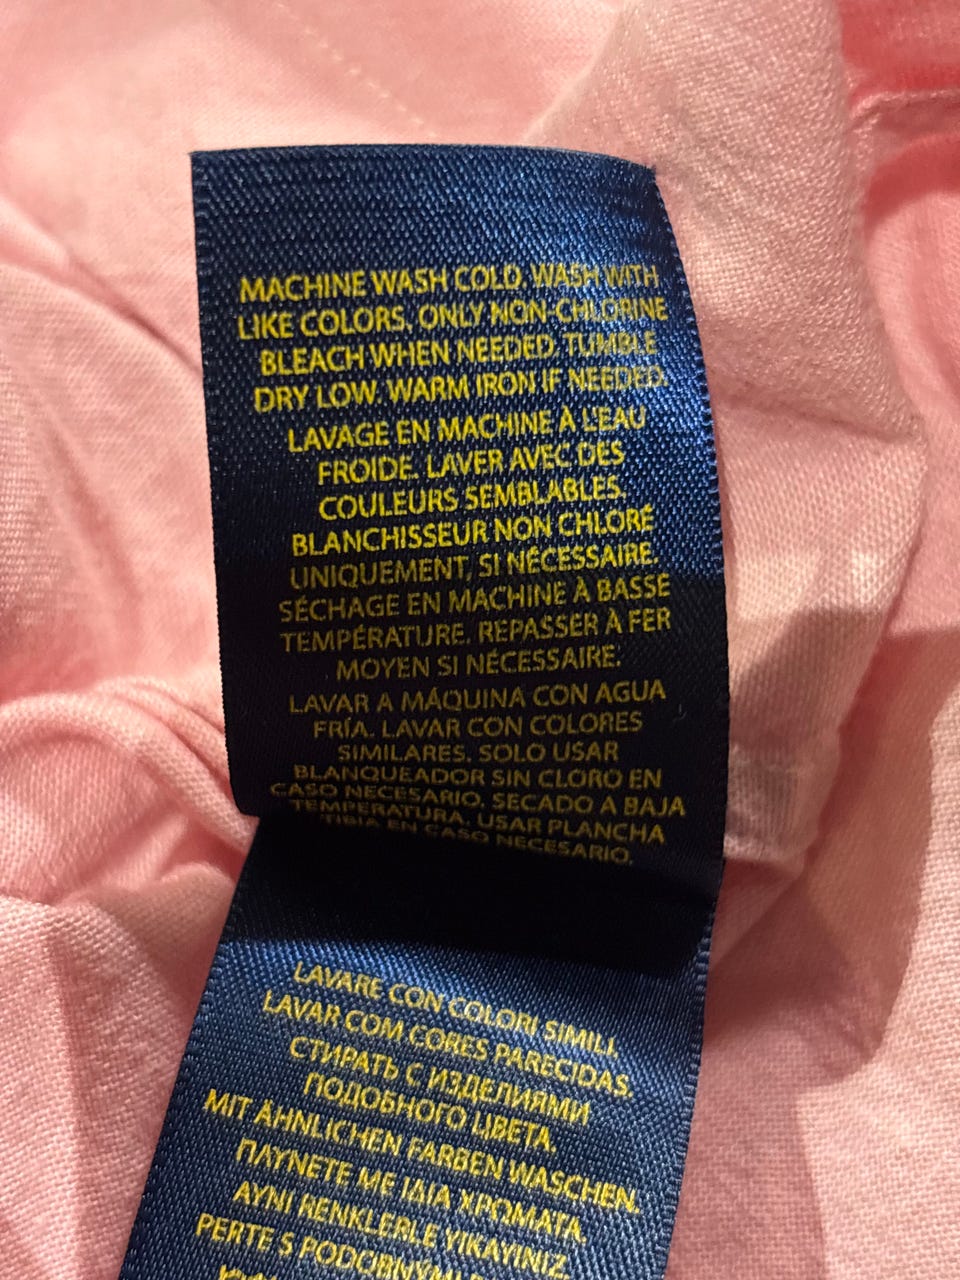 MACHINE WASH COLD. WASH WITH
LIKE COLORS. ONLY NON-CHLORINE
BLEACH WHEN NEEDED. TUMBLE
DRY LOW. WARM IRON IF NEEDED.
LAVAGE EN MACHINE À L'EAU
FROIDE. LAVER AVEC DES
COULEURS SEMBLABLES.
BLANCHISSEUR NON CHLORÉ
UNIQUEMENT, SI NÉCESSAIRE.
SÉCHAGE EN MACHINE À BASSE
TEMPÉRATURE. REPASSER À FER
MOYEN SI NÉCESSAIRE.
LAVAR A MÁQUINA CON AGUA
FRÍA. LAVAR CON COLORES
SIMILARES. SOLO USAR
BLANQUEADOR SIN CLORO EN
CASO NECESARIO. SECADO A BAJA
TEMPERATURA. USAR PLANCHA
TIBIA EN CASO NECESARIO.
LAVARE CON COLORI SIMILI.
LAVAR COM CORES PARECIDAS.
СТИРАТЬ С ИЗДЕЛИЯМИ
ПОДОБНОГО ЦВЕТА.
MIT ÄHNLICHEN FARBEN WASCHEN.
ΠΛΥΝΕΤΕ ΜΕ ΙΔΙΑ ΧΡΩΜΑΤΑ.
AYNI RENKLERLE YIKAYINIZ.
PERTE S PODOBNÝMI